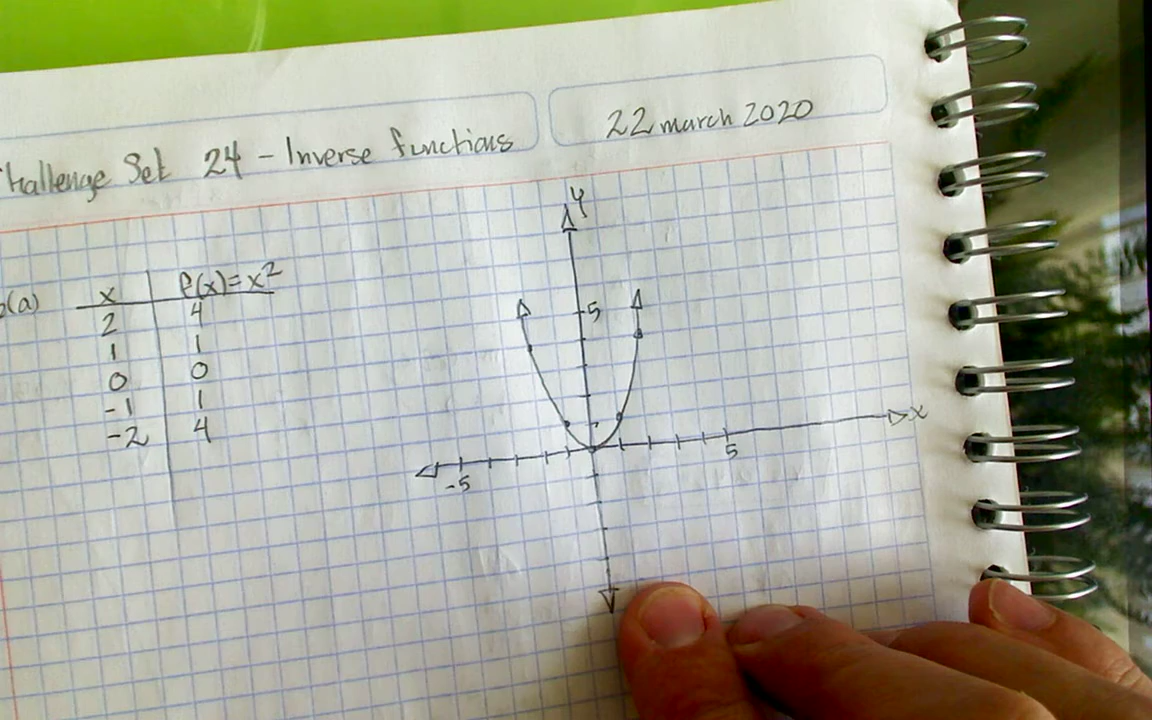 Challenge Set 24 - Inverse functions
22 march 2020
(a)
x f(x)=x²
2 4
1 1
0 0
-1 1
-2 4
y
5
x
5
-5